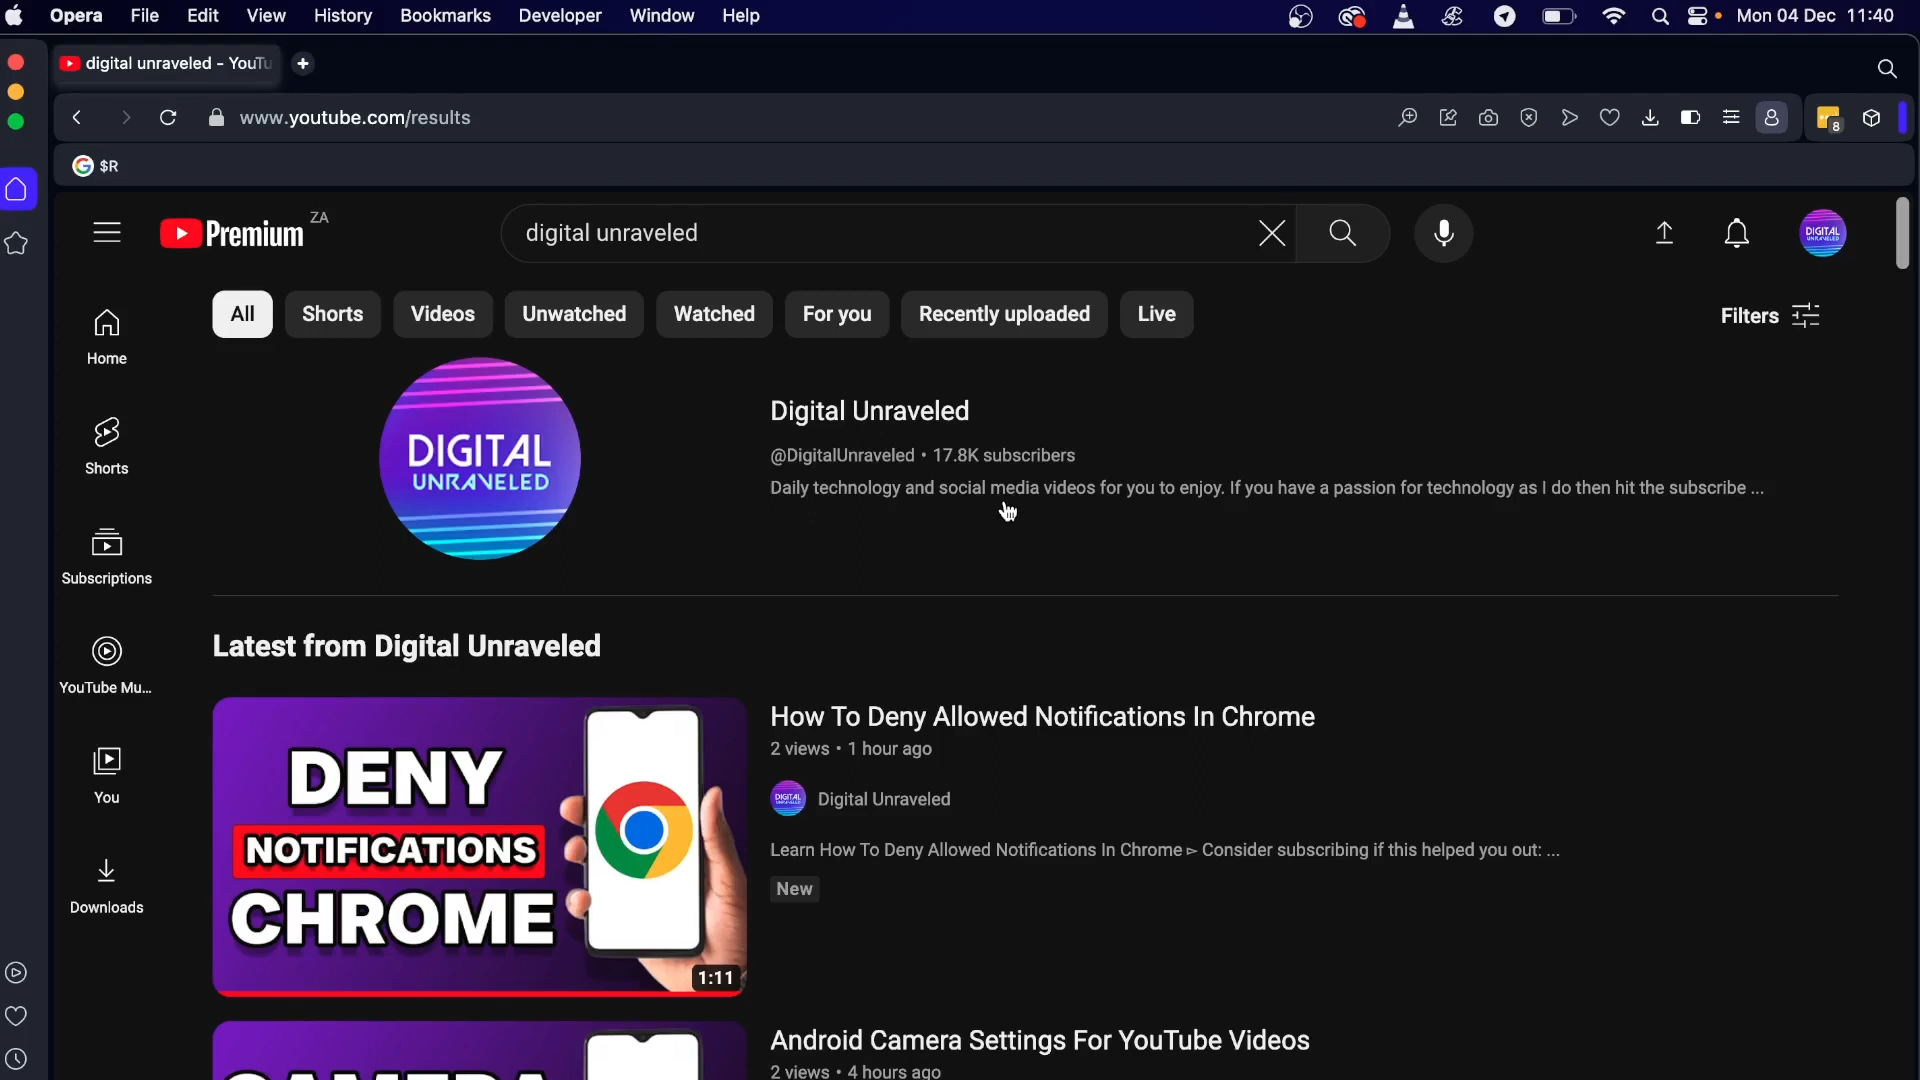 Opera File Edit View History Bookmarks Developer Window Help Mon 04 Dec 11:40
digital unraveled - YouTu
www.youtube.com/results
8
$R
Premium ZA
digital unraveled
DIGITAL
UNRAVELED
All Shorts Videos Unwatched Watched For you Recently uploaded Live Filters
Home
Shorts
Subscriptions
YouTube Mu...
You
Downloads
DIGITAL
UNRAVELED
Digital Unraveled
@DigitalUnraveled • 17.8K subscribers
Daily technology and social media videos for you to enjoy. If you have a passion for technology as I do then hit the subscribe ...
Latest from Digital Unraveled
DENY
NOTIFICATIONS
CHROME
1:11
How To Deny Allowed Notifications In Chrome
2 views • 1 hour ago
DIGITAL
UNRAVELED
Digital Unraveled
Learn How To Deny Allowed Notifications In Chrome ➢ Consider subscribing if this helped you out: ...
New
Android Camera Settings For YouTube Videos
2 views • 4 hours ago